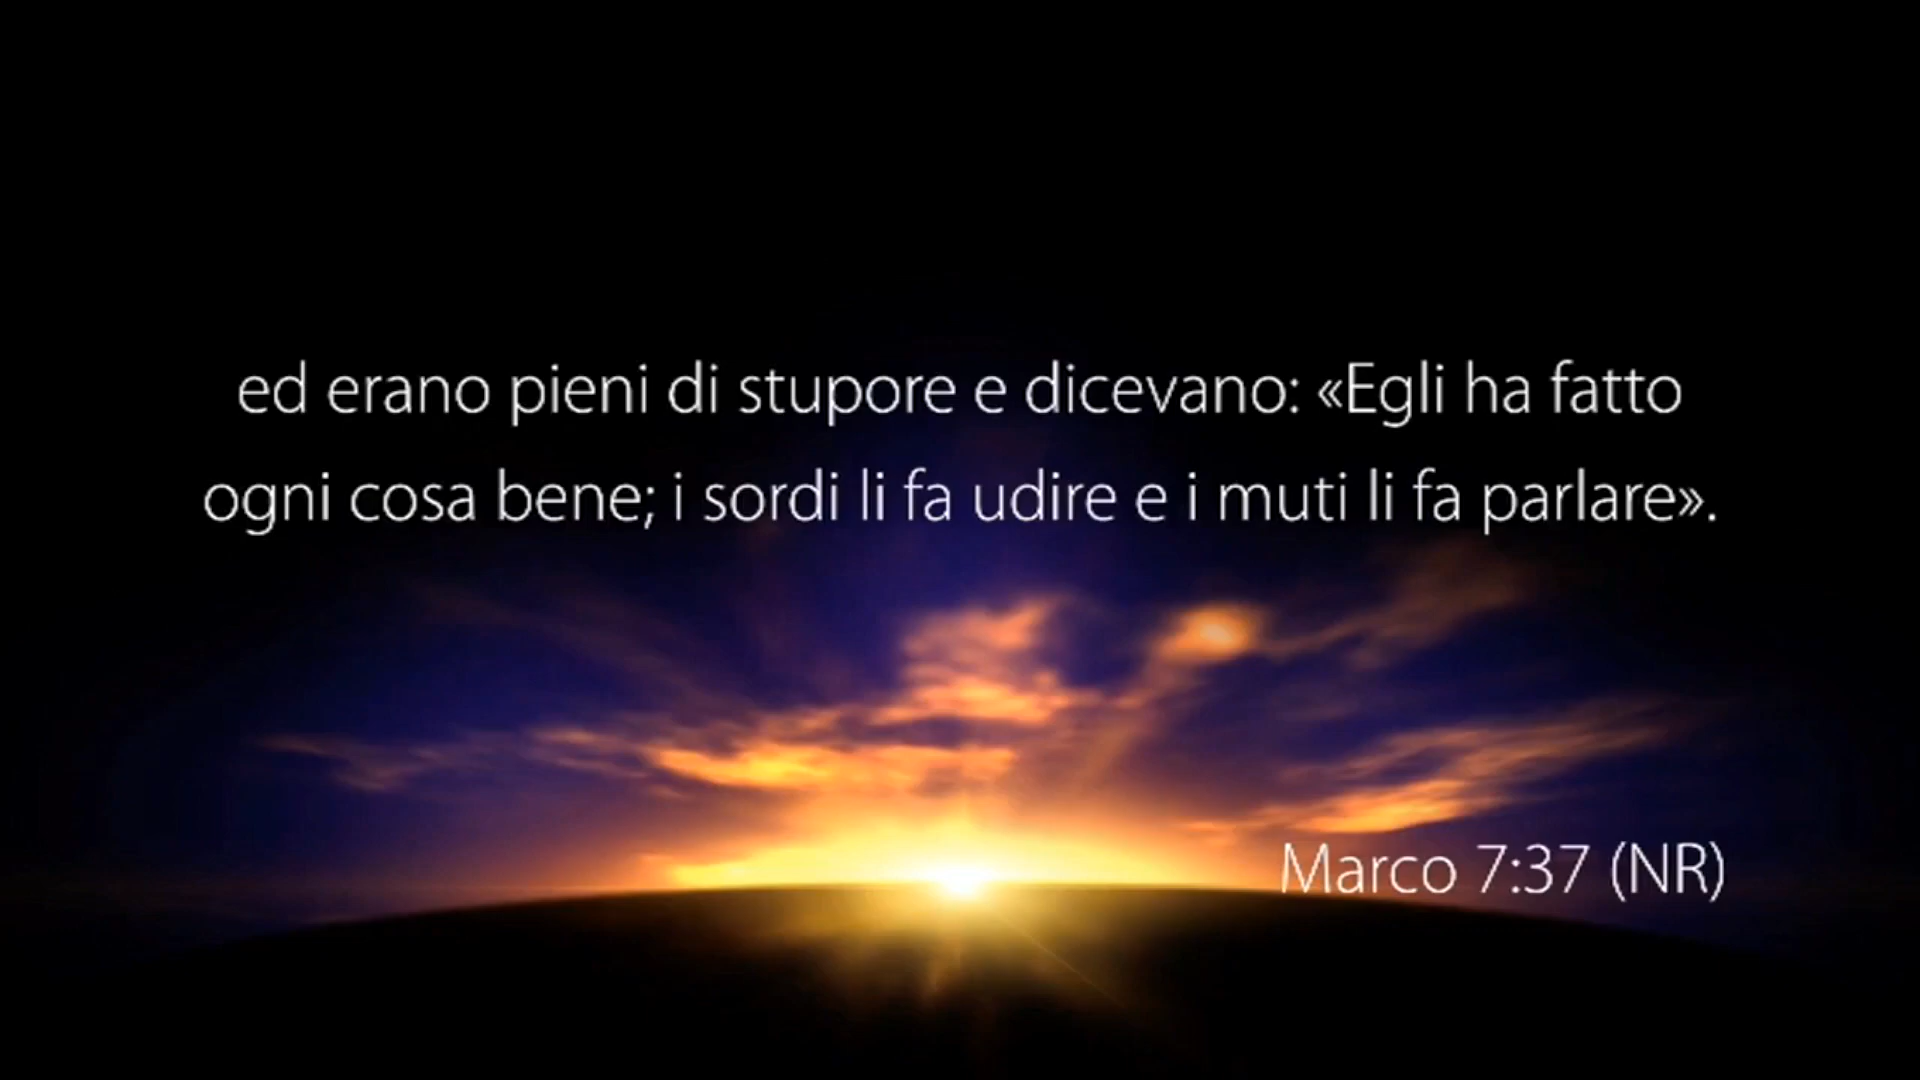 ed erano pieni di stupore e dicevano: «Egli ha fatto
ogni cosa bene; i sordi li fa udire e i muti li fa parlare».
Marco 7:37 (NR)